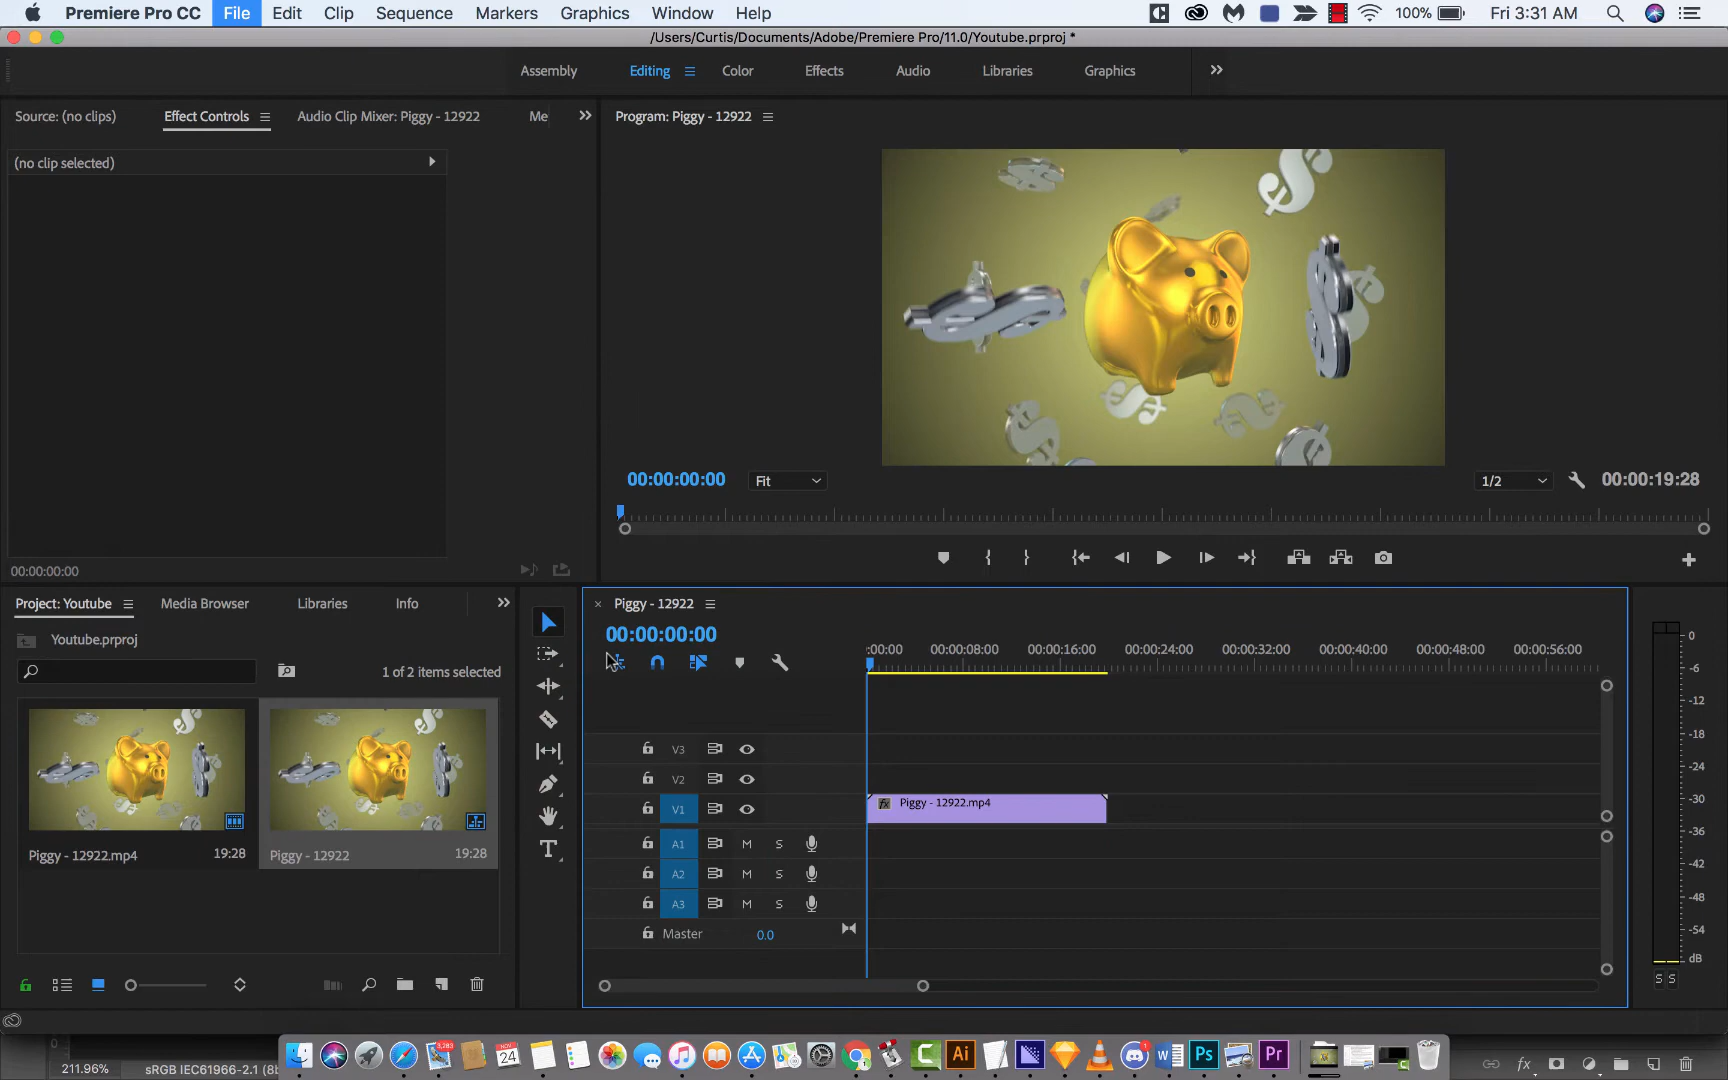 Premiere Pro CC File Edit Clip Sequence Markers Graphics Window Help 100% Fri 3:31 AM
/Users/Curtis/Documents/Adobe/Premiere Pro/11.0/Youtube.prproj *
Assembly Editing Color Effects Audio Libraries Graphics
Source: (no clips) Effect Controls Audio Clip Mixer: Piggy - 12922 Me
Program: Piggy - 12922
(no clip selected)
00:00:00:00 Fit 1/2 00:00:19:28
00:00:00:00
Project: Youtube Media Browser Libraries Info
Piggy - 12922
Youtube.prproj
00:00:00:00
1 of 2 items selected
:00:00 00:00:08:00 00:00:16:00 00:00:24:00 00:00:32:00 00:00:40:00 00:00:48:00 00:00:56:00
V3
V2
V1 Piggy - 12922.mp4
A1 M S
A2 M S
A3 M S
Master 0.0
Piggy - 12922.mp4 19:28
Piggy - 12922 19:28
0
-6
-12
-18
-24
-30
-36
-42
-48
-54
dB
S S
3,283
NOV
24
Ai
Ps
Pr
1
0
211.96% sRGB IEC61966-2.1 (8b
fx